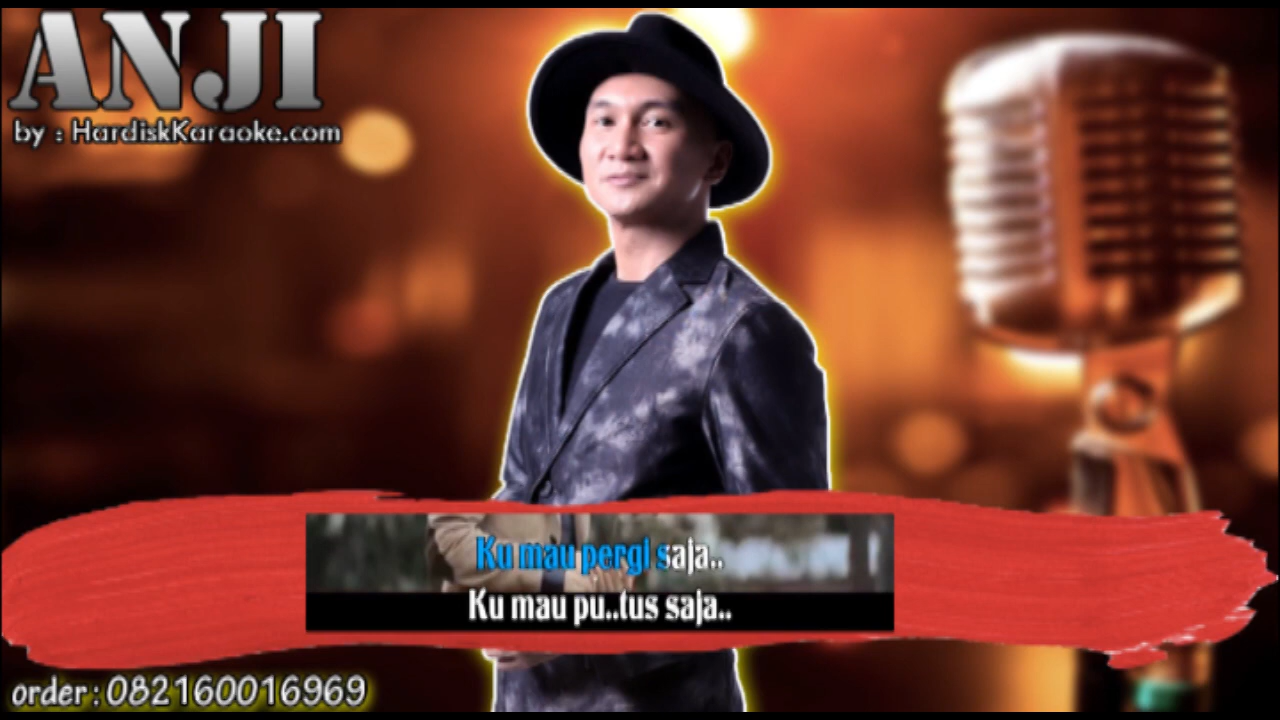 ANJI
by : HardiskKaraoke.com
Ku mau pergi saja..
Ku mau pu..tus saja..
order : 082160016969